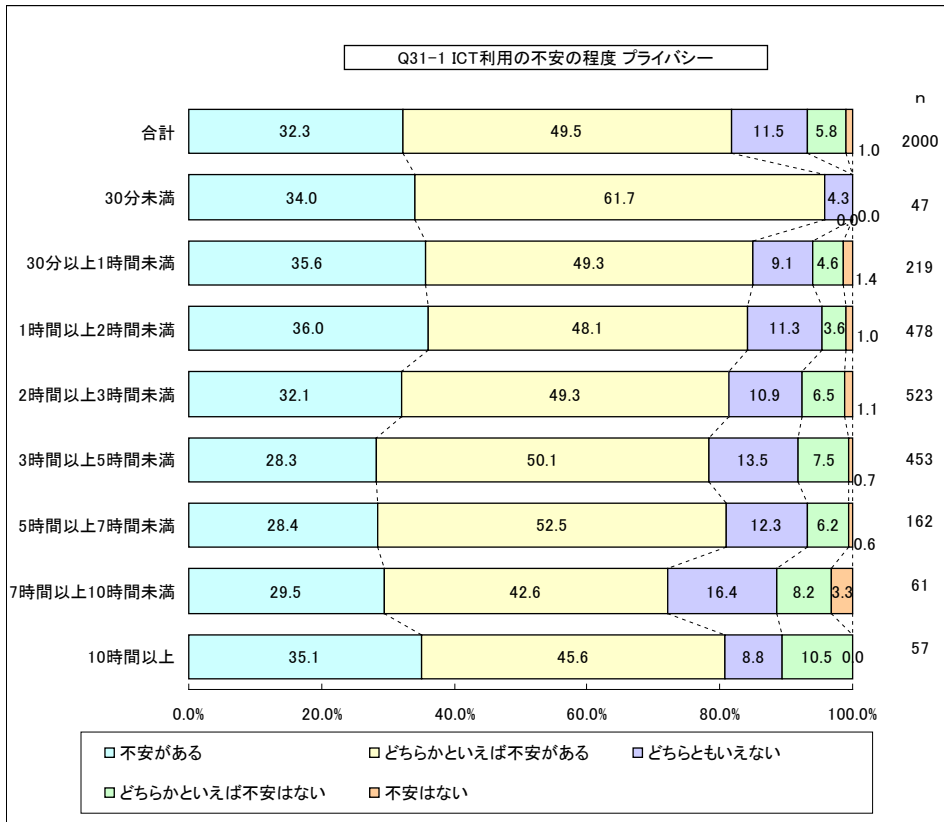 Q31-1 ICT利用の不安の程度 プライバシー
n
合計 32.3 49.5 11.5 5.8 1.0 2000
30分未満 34.0 61.7 4.3 0.0 0.0 47
30分以上1時間未満 35.6 49.3 9.1 4.6 1.4 219
1時間以上2時間未満 36.0 48.1 11.3 3.6 1.0 478
2時間以上3時間未満 32.1 49.3 10.9 6.5 1.1 523
3時間以上5時間未満 28.3 50.1 13.5 7.5 0.7 453
5時間以上7時間未満 28.4 52.5 12.3 6.2 0.6 162
7時間以上10時間未満 29.5 42.6 16.4 8.2 3.3 61
10時間以上 35.1 45.6 8.8 10.5 0.0 57
0.0% 20.0% 40.0% 60.0% 80.0% 100.0%
不安がある どちらかといえば不安がある どちらともいえない
どちらかといえば不安はない 不安はない